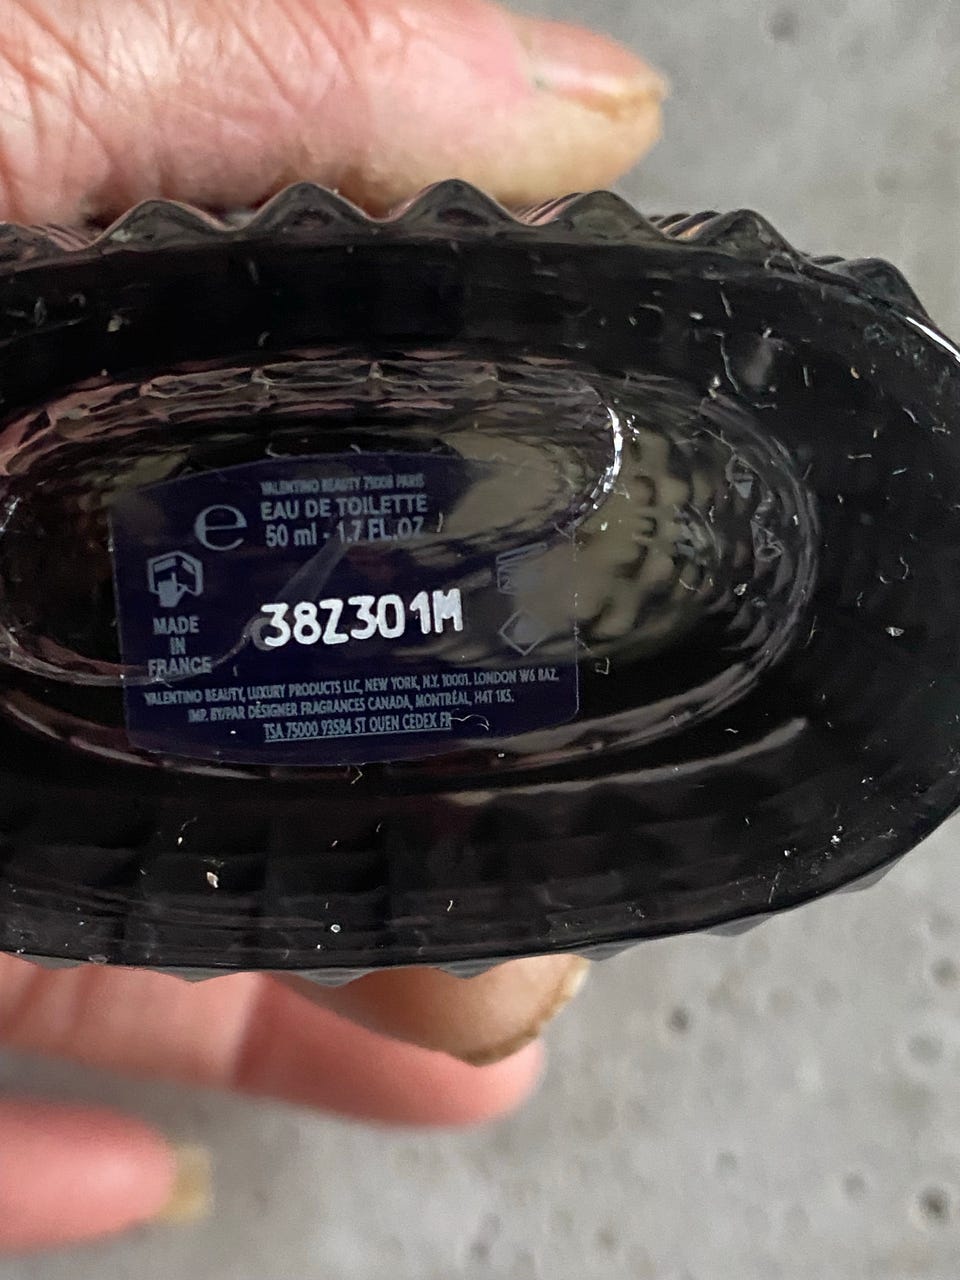 VALENTINO BEAUTY 75008 PARIS
EAU DE TOILETTE
e 50 ml - 1.7 FL.OZ
38Z301M
MADE
IN
FRANCE
VALENTINO BEAUTY, LUXURY PRODUCTS LLC, NEW YORK, N.Y. 10001. LONDON W6 8AZ.
IMP. BY/PAR DESIGNER FRAGRANCES CANADA, MONTRÉAL, H4T 1K5.
TSA 75000 93584 ST OUEN CEDEX FR